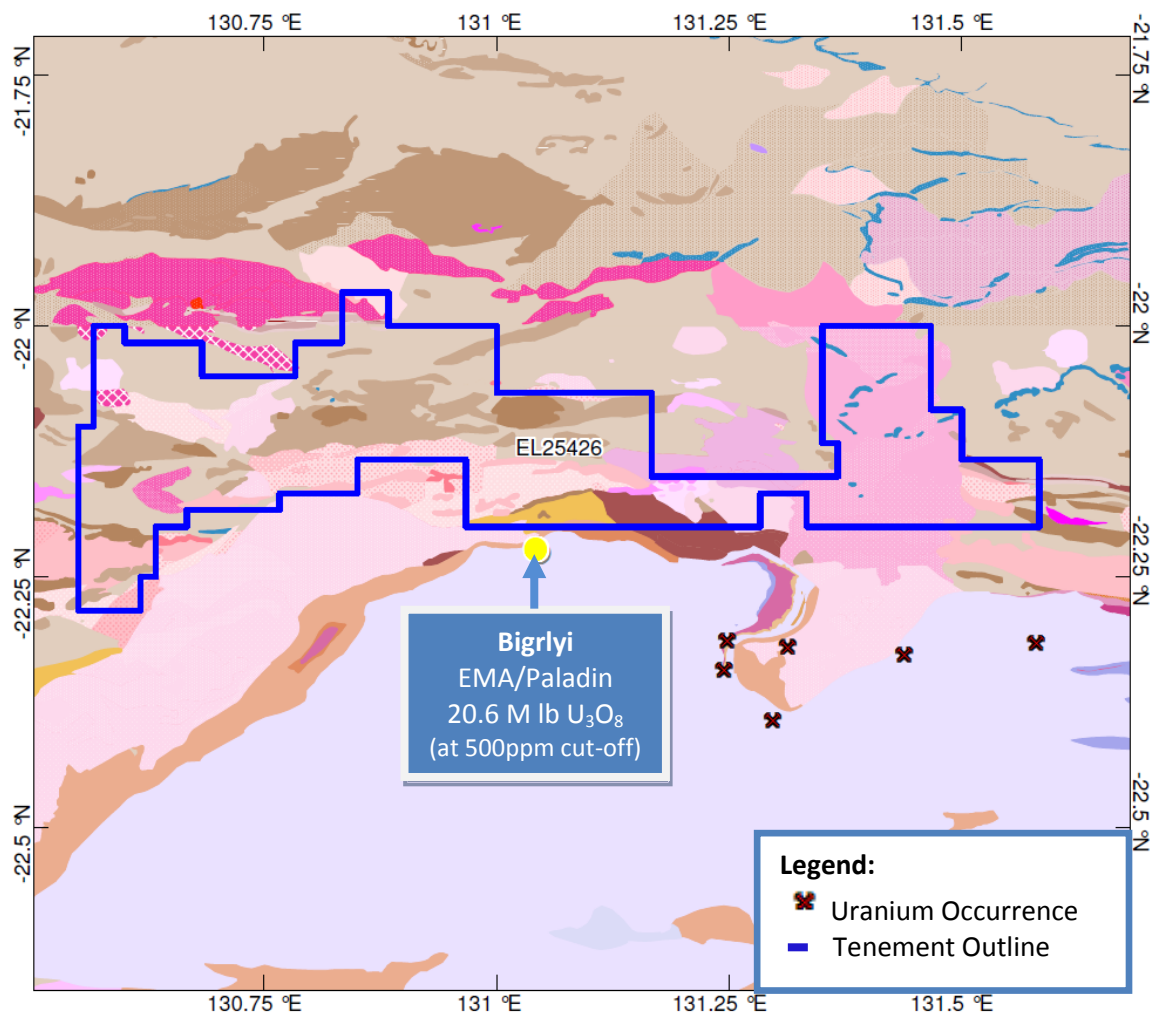 130.75 °E
131 °E
131.25 °E
131.5 °E
-21.75 °N
-21.75 °N
-22 °N
-22 °N
EL25426
-22.25 °N
-22.25 °N
Bigrlyi
EMA/Paladin
20.6 M lb U₃O₈
(at 500ppm cut-off)
-22.5 °N
-22.5 °N
Legend:
Uranium Occurrence
Tenement Outline
130.75 °E
131 °E
131.25 °E
131.5 °E